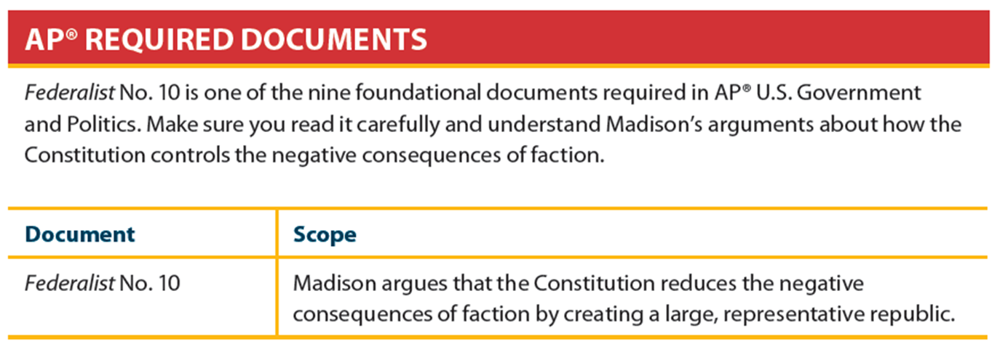 AP® REQUIRED DOCUMENTS
Federalist No. 10 is one of the nine foundational documents required in AP® U.S. Government
and Politics. Make sure you read it carefully and understand Madison’s arguments about how the
Constitution controls the negative consequences of faction.
Document
Scope
Federalist No. 10
Madison argues that the Constitution reduces the negative
consequences of faction by creating a large, representative republic.